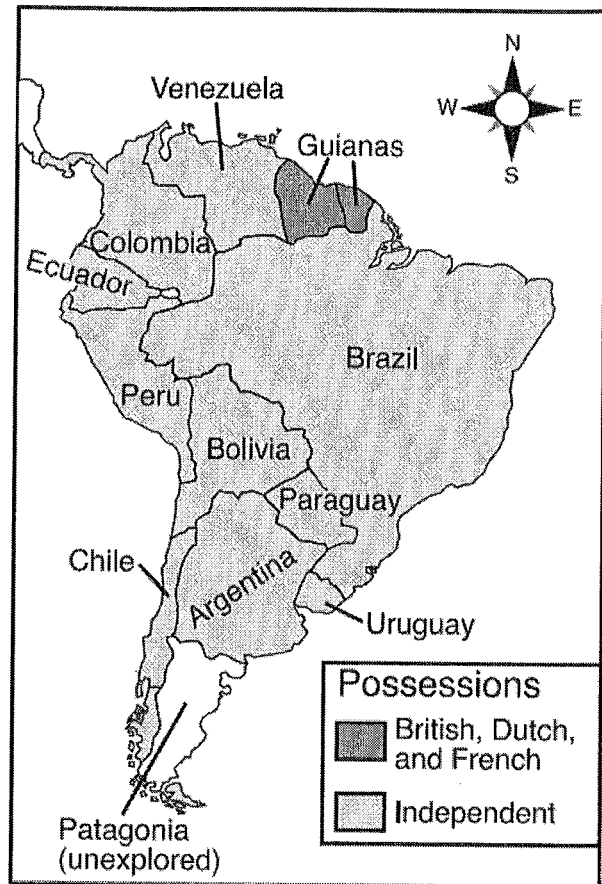 N
W E
S
Venezuela
Guianas
Colombia
Ecuador
Brazil
Peru
Bolivia
Paraguay
Chile
Argentina
Uruguay
Patagonia
(unexplored)
Possessions
British, Dutch,
and French
Independent